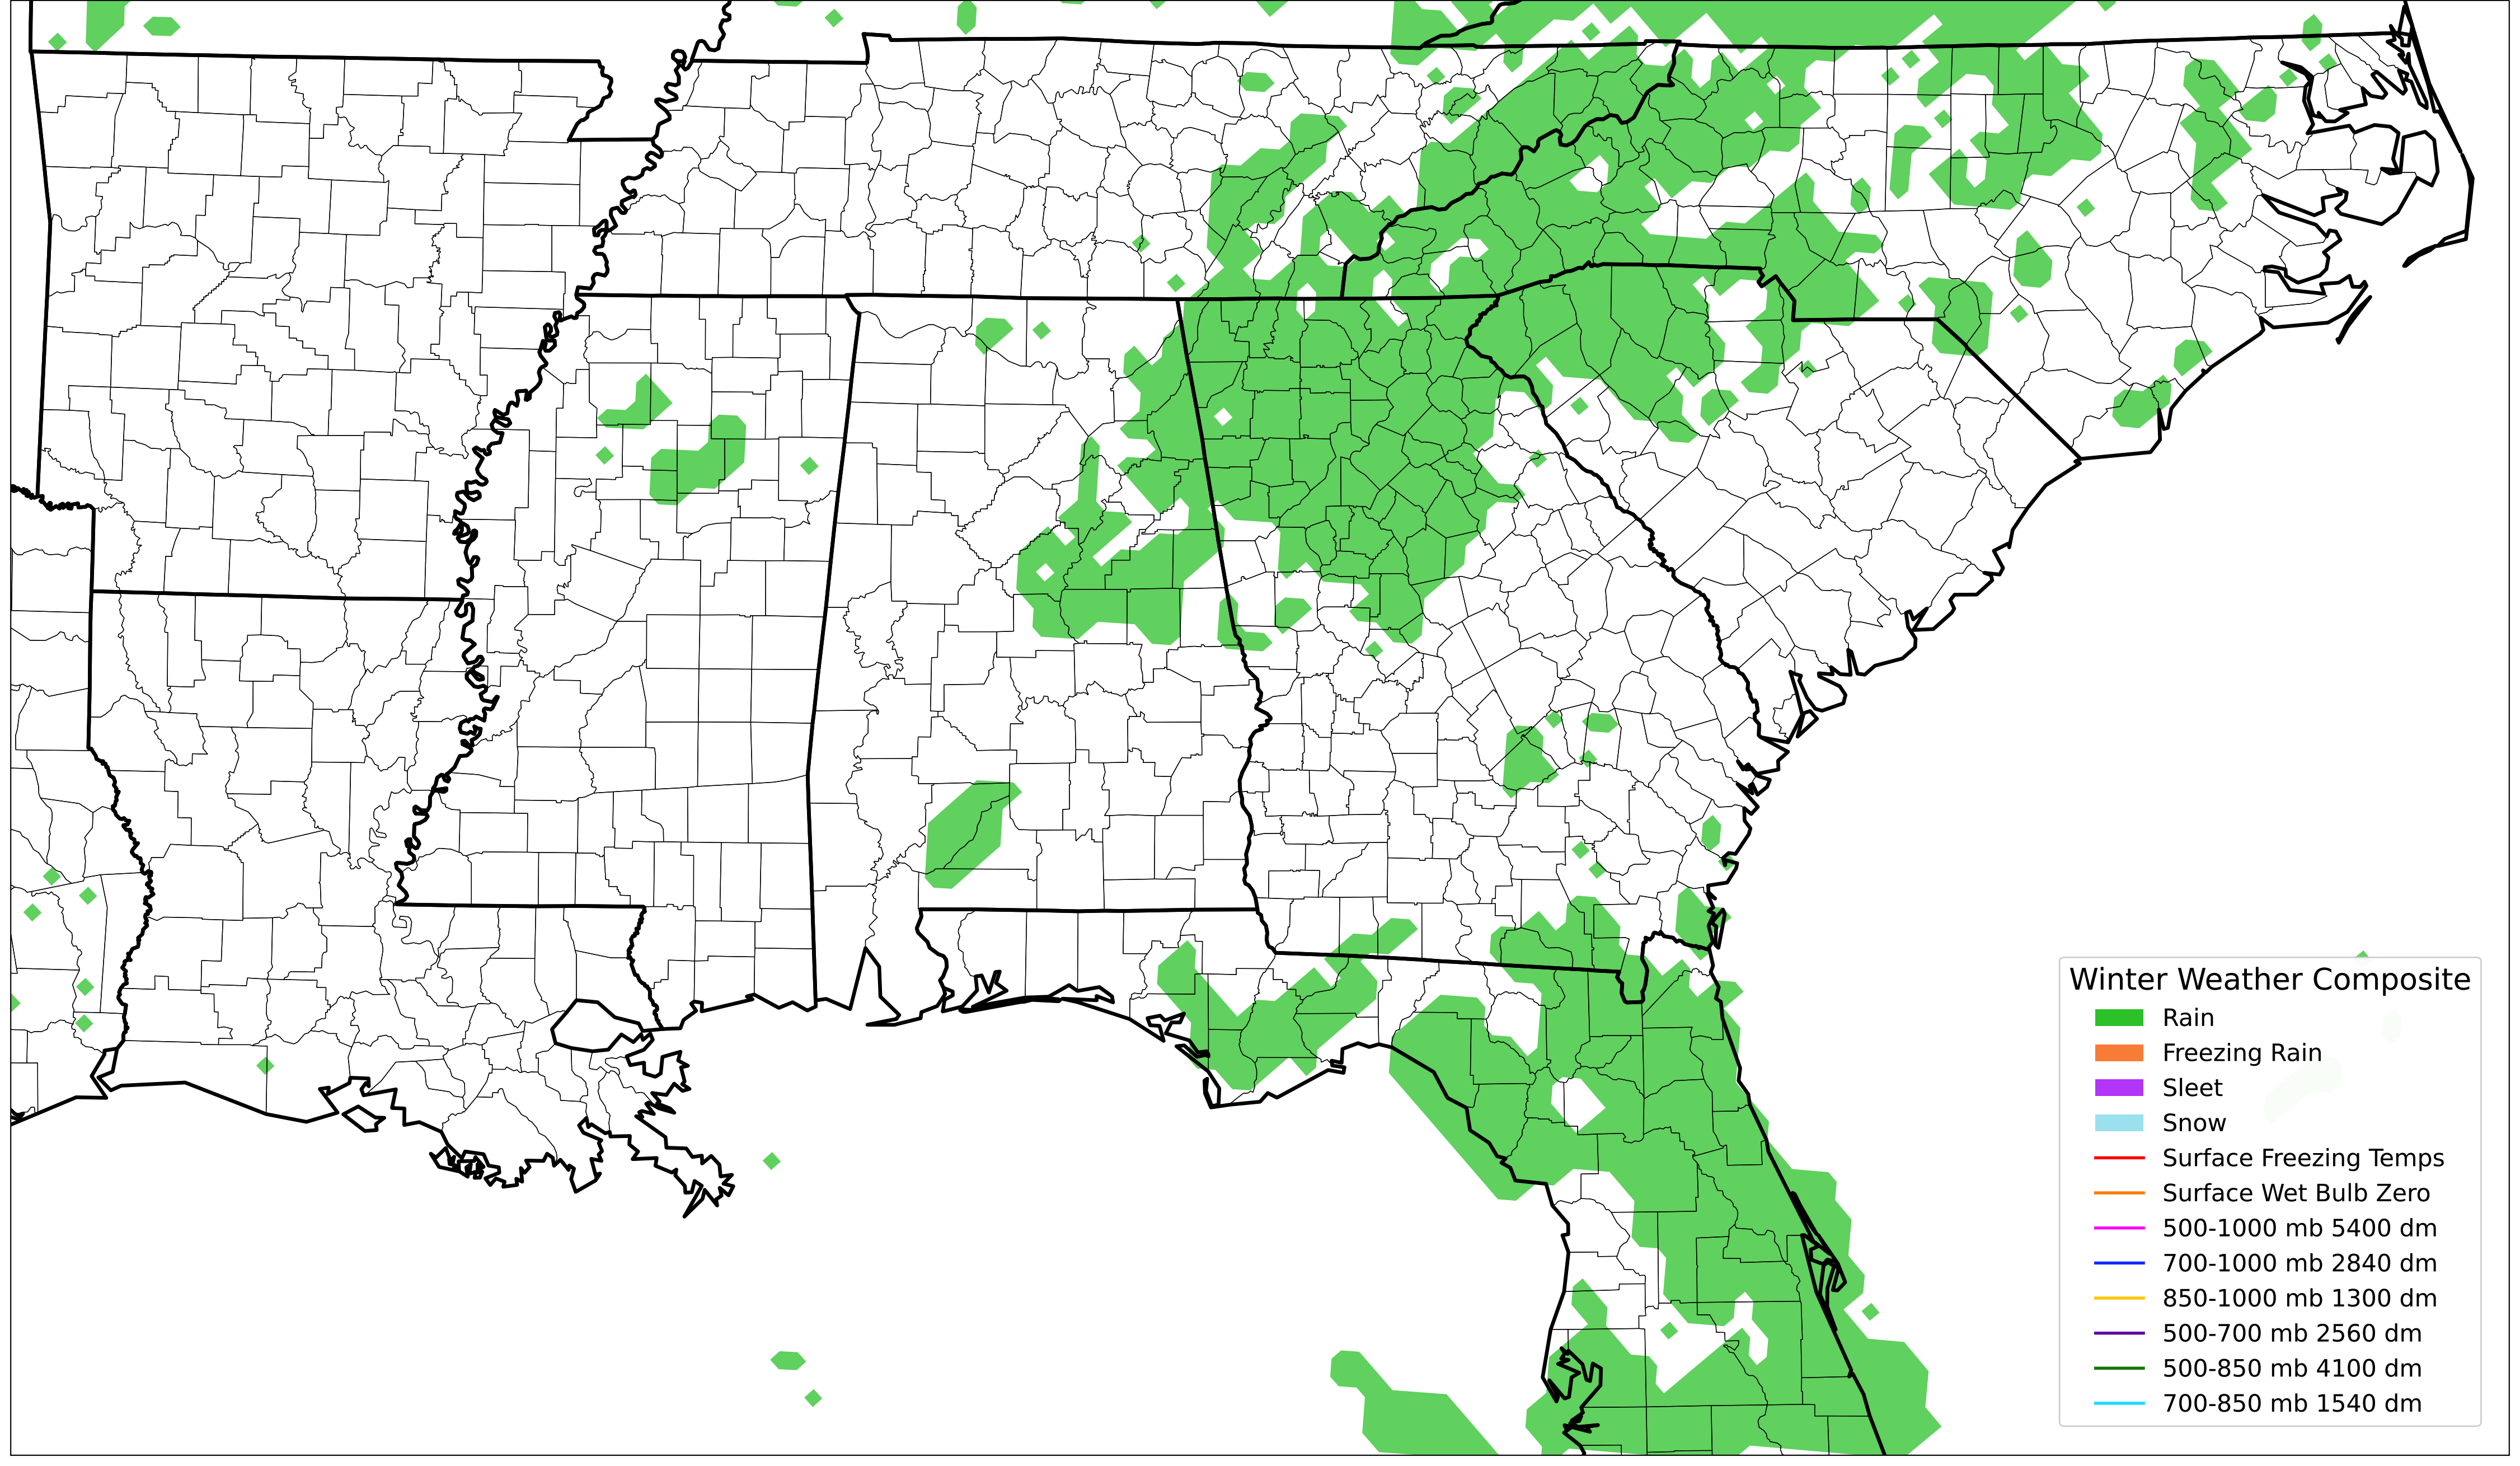 Winter Weather Composite
Rain
Freezing Rain
Sleet
Snow
Surface Freezing Temps
Surface Wet Bulb Zero
500-1000 mb 5400 dm
700-1000 mb 2840 dm
850-1000 mb 1300 dm
500-700 mb 2560 dm
500-850 mb 4100 dm
700-850 mb 1540 dm